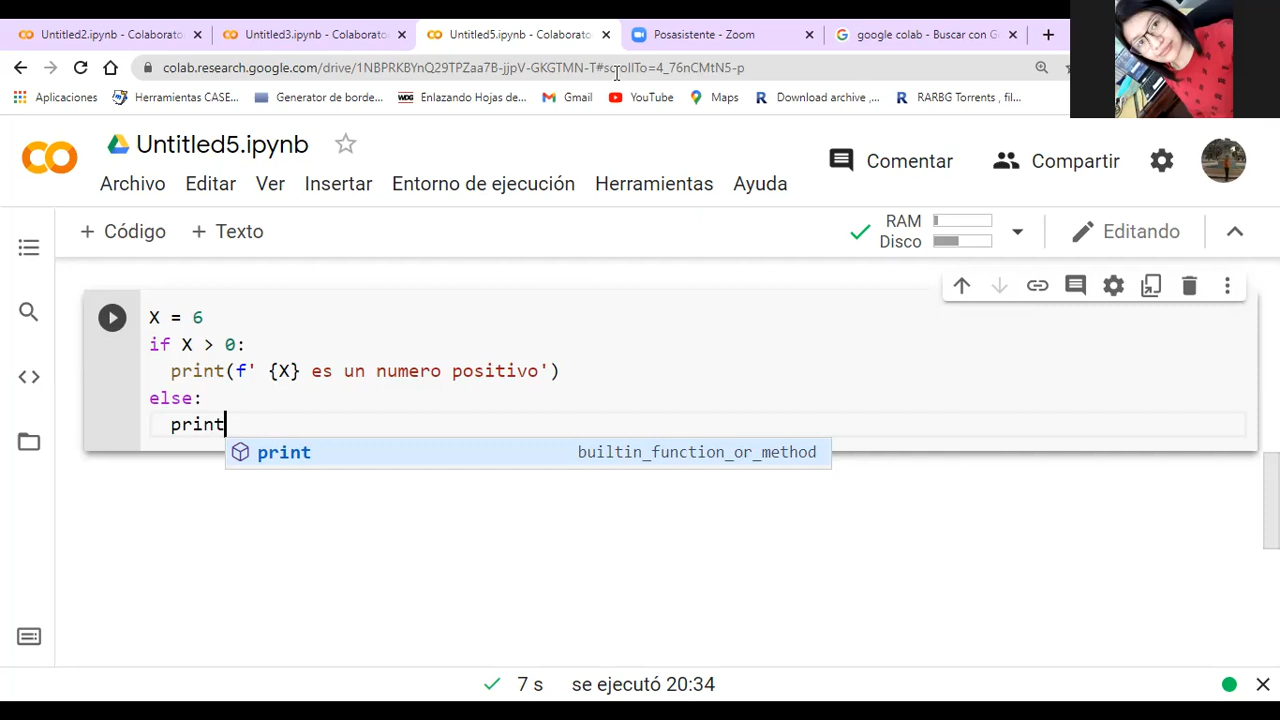 Untitled2.ipynb - Colaborato
Untitled3.ipynb - Colaborato
Untitled5.ipynb - Colaborato
Posasistente - Zoom
google colab - Buscar con G
colab.research.google.com/drive/1NBPRKBPnQ29TPZaa7B-jjpV-GKGTMN-T#scrollTo=4_76nCMtN5-p
Aplicaciones
Herramientas CASE...
Generator de borde...
Enlazando Hojas de...
Gmail
YouTube
Maps
Download archive ,...
RARBG Torrents , fil...
Untitled5.ipynb
Comentar
Compartir
Archivo Editar Ver Insertar Entorno de ejecución Herramientas Ayuda
+ Código + Texto
RAM
Disco
Editando
X = 6
if X > 0:
  print(f' {X} es un numero positivo')
else:
  print
print builtin_function_or_method
7 s se ejecutó 20:34